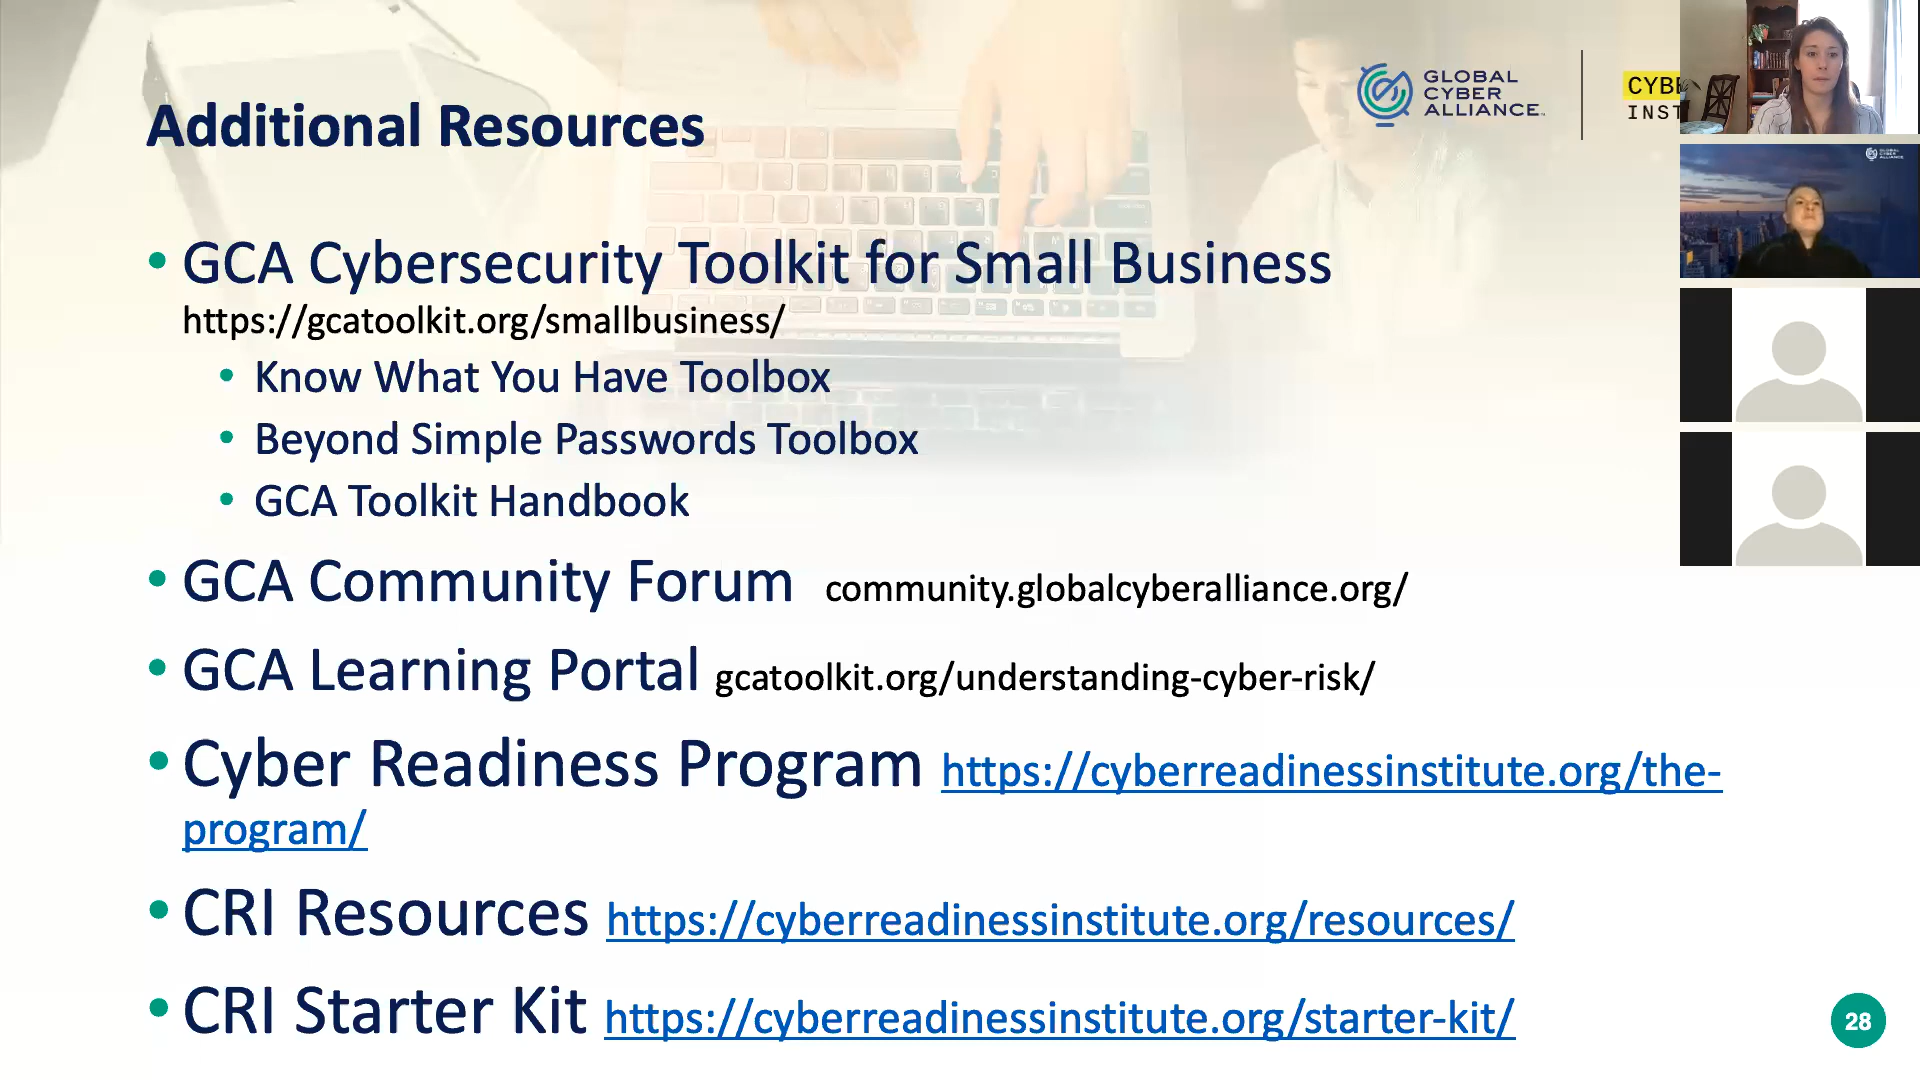 GLOBAL
CYBER
ALLIANCE
Additional Resources
• GCA Cybersecurity Toolkit for Small Business
https://gcatoolkit.org/smallbusiness/
• Know What You Have Toolbox
• Beyond Simple Passwords Toolbox
• GCA Toolkit Handbook
• GCA Community Forum community.globalcyberalliance.org/
• GCA Learning Portal gcatoolkit.org/understanding-cyber-risk/
• Cyber Readiness Program https://cyberreadinessinstitute.org/the-
program/
• CRI Resources https://cyberreadinessinstitute.org/resources/
• CRI Starter Kit https://cyberreadinessinstitute.org/starter-kit/
28
GLOBAL
CYBER
ALLIANCE